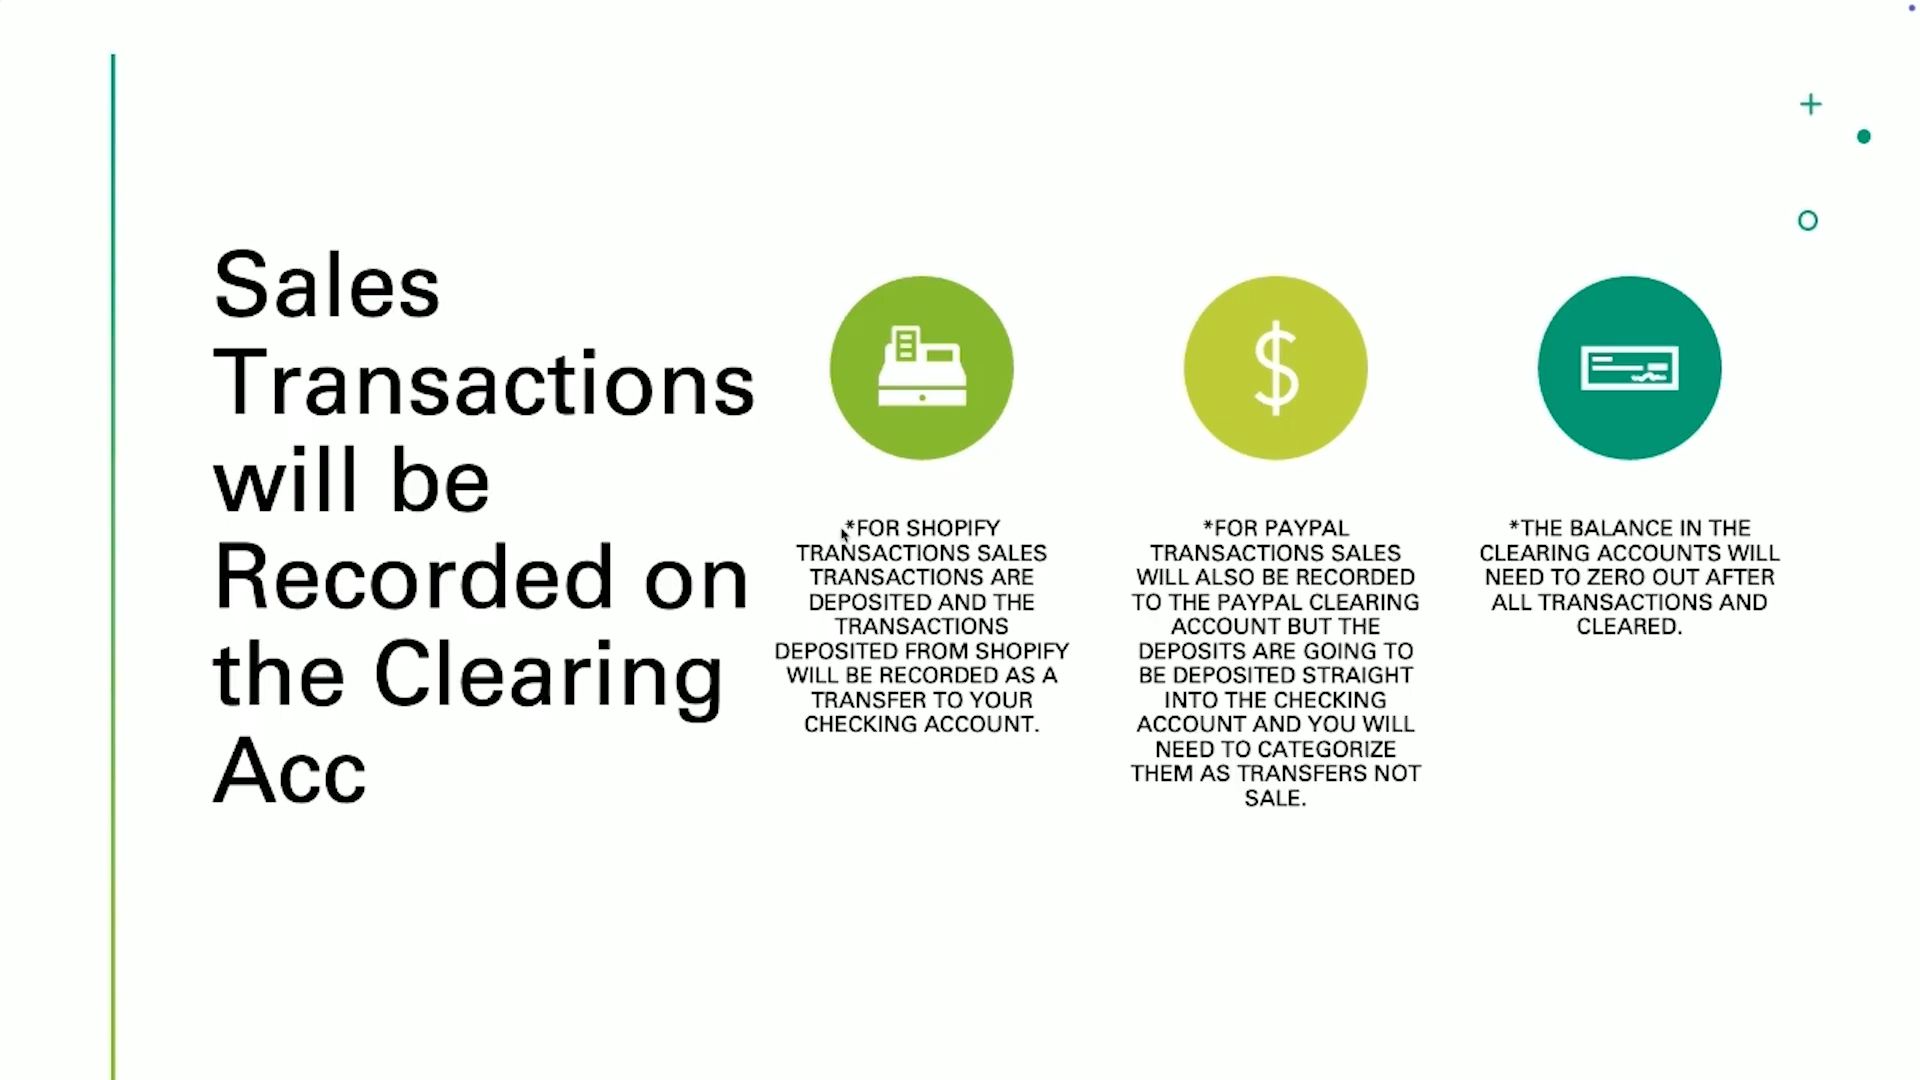 Sales
Transactions
will be
Recorded on
the Clearing
Acc
*FOR SHOPIFY
TRANSACTIONS SALES
TRANSACTIONS ARE
DEPOSITED AND THE
TRANSACTIONS
DEPOSITED FROM SHOPIFY
WILL BE RECORDED AS A
TRANSFER TO YOUR
CHECKING ACCOUNT.
*FOR PAYPAL
TRANSACTIONS SALES
WILL ALSO BE RECORDED
TO THE PAYPAL CLEARING
ACCOUNT BUT THE
DEPOSITS ARE GOING TO
BE DEPOSITED STRAIGHT
INTO THE CHECKING
ACCOUNT AND YOU WILL
NEED TO CATEGORIZE
THEM AS TRANSFERS NOT
SALE.
*THE BALANCE IN THE
CLEARING ACCOUNTS WILL
NEED TO ZERO OUT AFTER
ALL TRANSACTIONS AND
CLEARED.